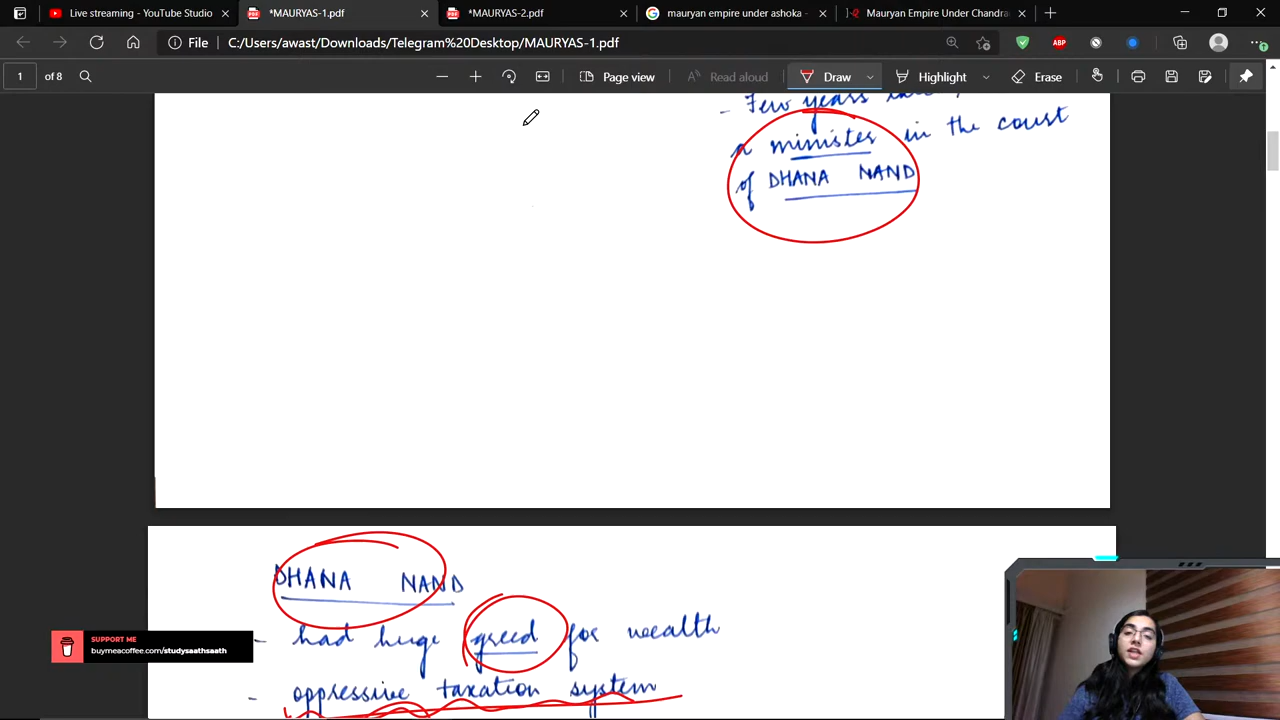 Live streaming - YouTube Studio
*MAURYAS-1.pdf
*MAURYAS-2.pdf
mauryan empire under ashoka -
Mauryan Empire Under Chandra
File
C:/Users/awast/Downloads/Telegram%20Desktop/MAURYAS-1.pdf
ABP
1 of 8
Page view
Read aloud
Draw
Highlight
Erase
- Few years
a minister in the court
of DHANA NAND
DHANA NAND
- had huge greed for wealth
- oppressive taxation system
SUPPORT ME
buymeacoffee.com/studysaathsaath